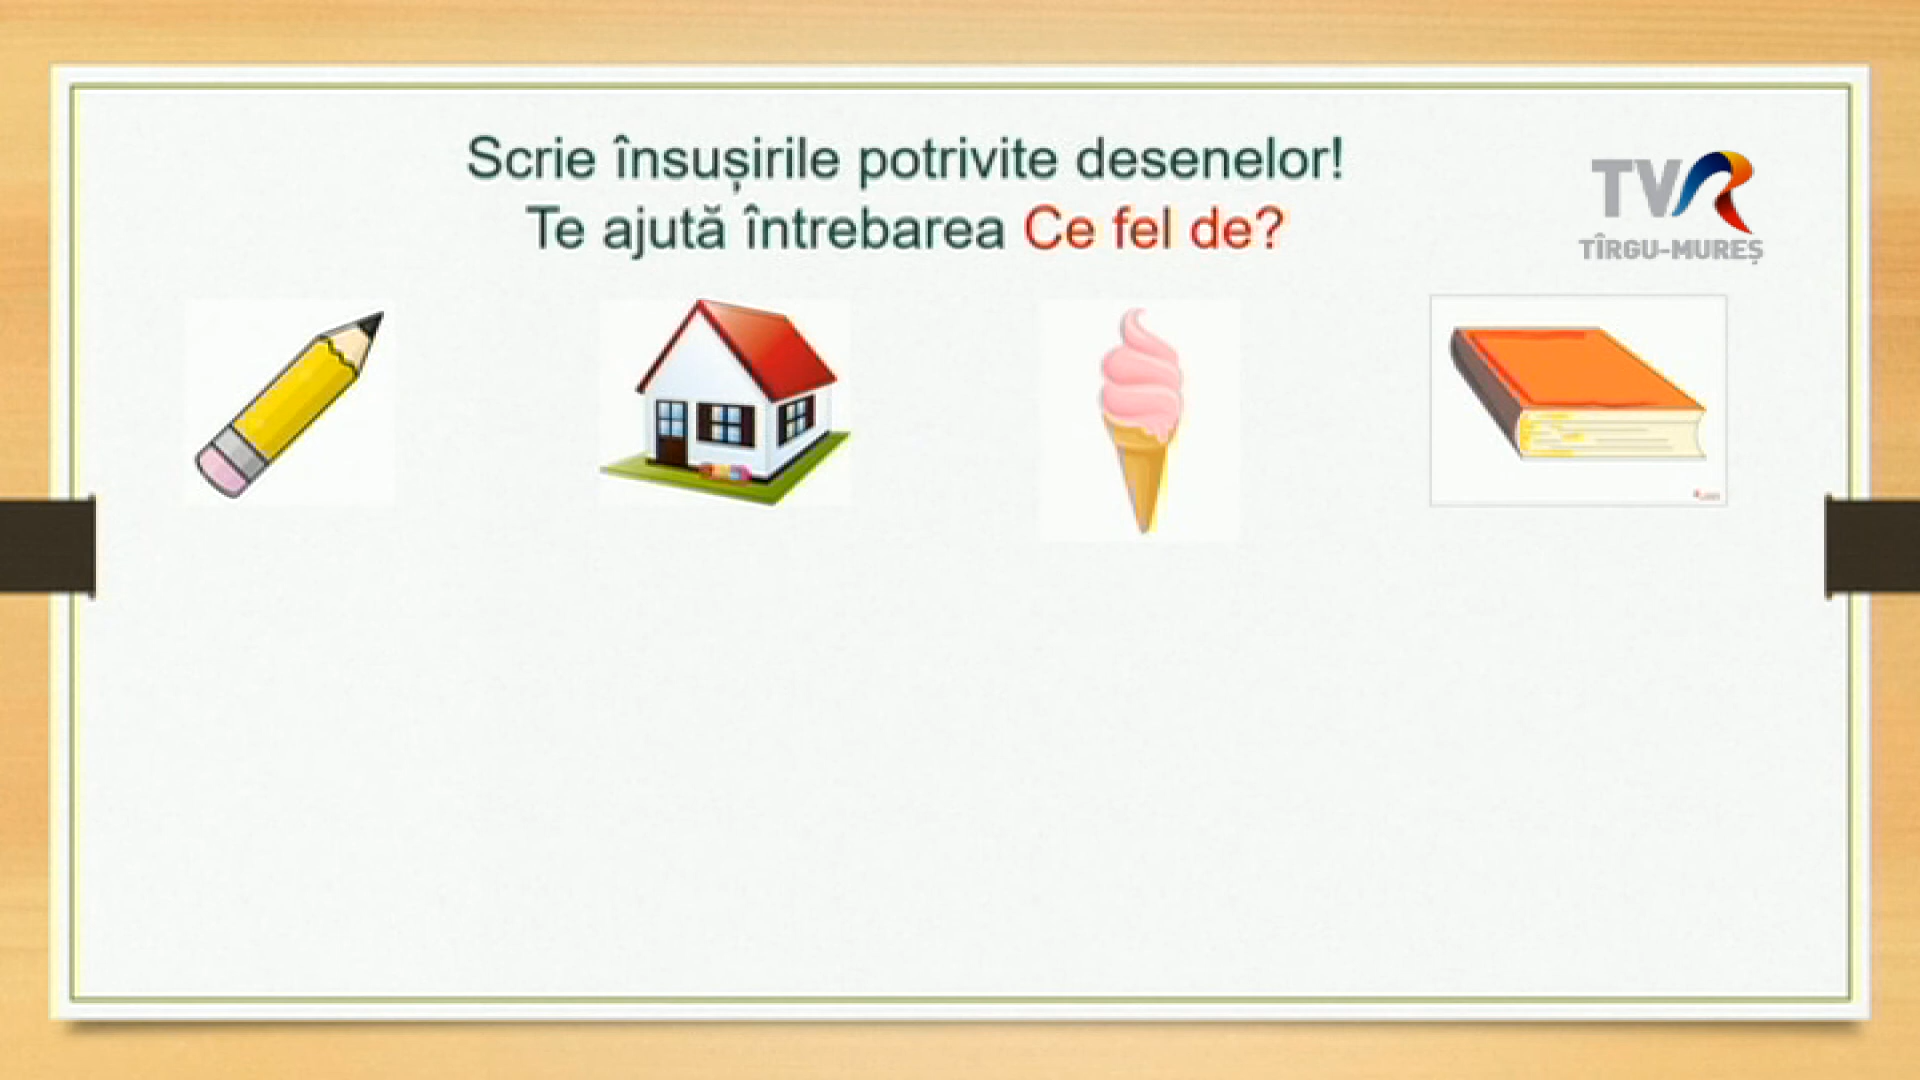 Scrie însușirile potrivite desenelor!
Te ajută întrebarea Ce fel de?
TVR
TÎRGU-MUREȘ